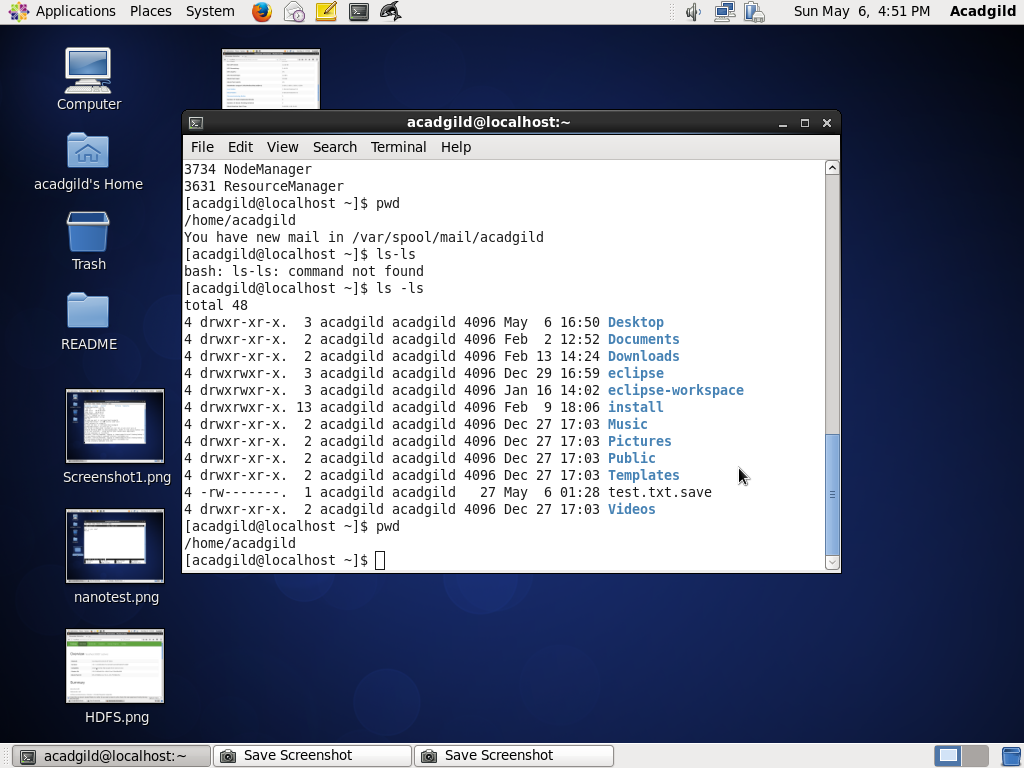 Applications Places System Sun May  6,  4:51 PM Acadgild
Computer
acadgild's Home
Trash
README
Screenshot1.png
nanotest.png
HDFS.png
acadgild@localhost:~
File Edit View Search Terminal Help
3734 NodeManager
3631 ResourceManager
[acadgild@localhost ~]$ pwd
/home/acadgild
You have new mail in /var/spool/mail/acadgild
[acadgild@localhost ~]$ ls-ls
bash: ls-ls: command not found
[acadgild@localhost ~]$ ls -ls
total 48
4 drwxr-xr-x.  3 acadgild acadgild 4096 May  6 16:50 Desktop
4 drwxr-xr-x.  2 acadgild acadgild 4096 Feb  2 12:52 Documents
4 drwxr-xr-x.  2 acadgild acadgild 4096 Feb 13 14:24 Downloads
4 drwxrwxr-x.  3 acadgild acadgild 4096 Dec 29 16:59 eclipse
4 drwxrwxr-x.  3 acadgild acadgild 4096 Jan 16 14:02 eclipse-workspace
4 drwxrwxr-x. 13 acadgild acadgild 4096 Feb  9 18:06 install
4 drwxr-xr-x.  2 acadgild acadgild 4096 Dec 27 17:03 Music
4 drwxr-xr-x.  2 acadgild acadgild 4096 Dec 27 17:03 Pictures
4 drwxr-xr-x.  2 acadgild acadgild 4096 Dec 27 17:03 Public
4 drwxr-xr-x.  2 acadgild acadgild 4096 Dec 27 17:03 Templates
4 -rw-------.  1 acadgild acadgild   27 May  6 01:28 test.txt.save
4 drwxr-xr-x.  2 acadgild acadgild 4096 Dec 27 17:03 Videos
[acadgild@localhost ~]$ pwd
/home/acadgild
[acadgild@localhost ~]$
acadgild@localhost:~ Save Screenshot Save Screenshot